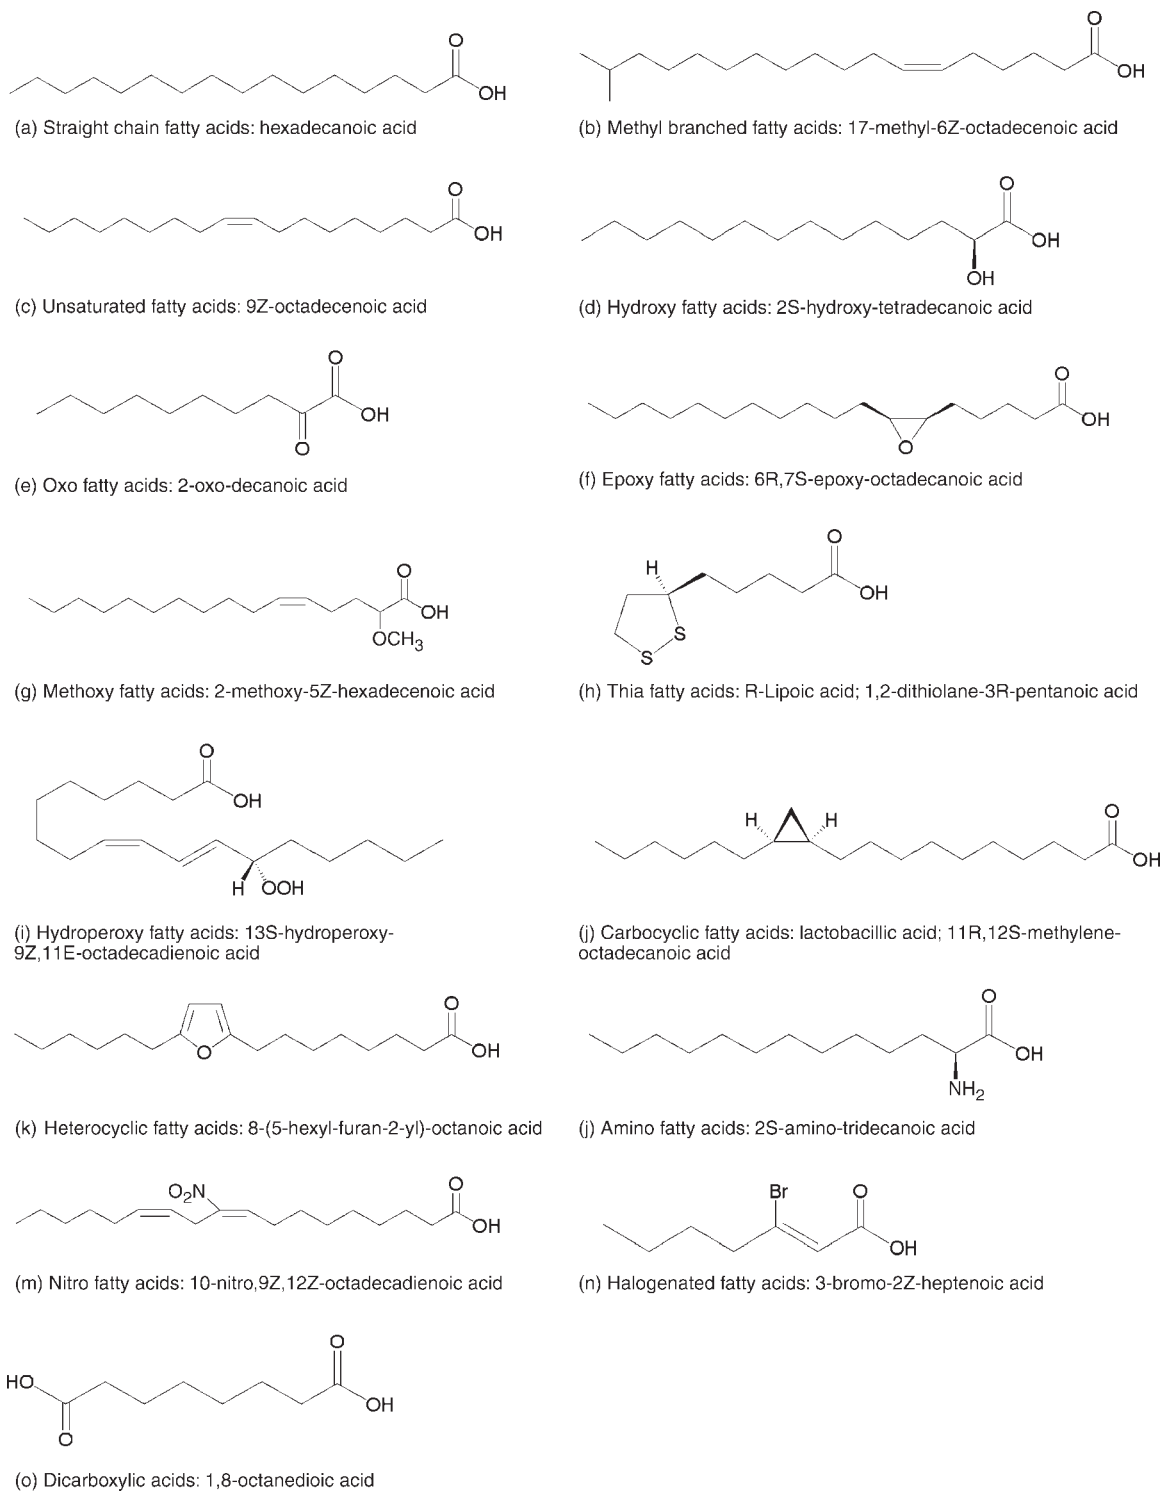 O
OH
(a) Straight chain fatty acids: hexadecanoic acid
O
OH
(b) Methyl branched fatty acids: 17-methyl-6Z-octadecenoic acid
O
OH
(c) Unsaturated fatty acids: 9Z-octadecenoic acid
O
OH
OH
(d) Hydroxy fatty acids: 2S-hydroxy-tetradecanoic acid
O
OH
O
(e) Oxo fatty acids: 2-oxo-decanoic acid
O
OH
O
(f) Epoxy fatty acids: 6R,7S-epoxy-octadecanoic acid
O
OH
OCH3
(g) Methoxy fatty acids: 2-methoxy-5Z-hexadecenoic acid
O
H
OH
S
S
(h) Thia fatty acids: R-Lipoic acid; 1,2-dithiolane-3R-pentanoic acid
O
OH
H OOH
(i) Hydroperoxy fatty acids: 13S-hydroperoxy-
9Z,11E-octadecadienoic acid
O
H H
OH
(j) Carbocyclic fatty acids: lactobacillic acid; 11R,12S-methylene-
octadecanoic acid
O
O
OH
(k) Heterocyclic fatty acids: 8-(5-hexyl-furan-2-yl)-octanoic acid
O
OH
NH2
(j) Amino fatty acids: 2S-amino-tridecanoic acid
O2N
O
OH
(m) Nitro fatty acids: 10-nitro,9Z,12Z-octadecadienoic acid
Br O
OH
(n) Halogenated fatty acids: 3-bromo-2Z-heptenoic acid
O
HO
OH
O
(o) Dicarboxylic acids: 1,8-octanedioic acid